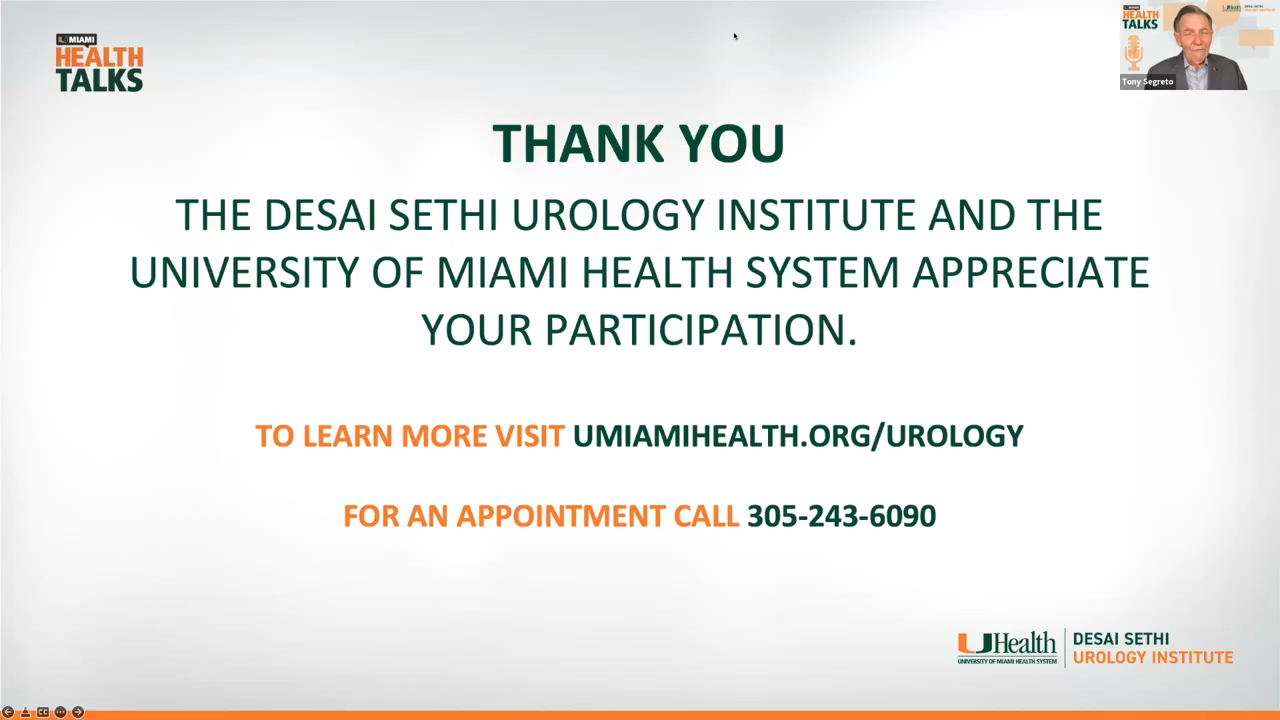 U MIAMI
HEALTH
TALKS
HEALTH
TALKS
Tony Segreto
THANK YOU
THE DESAI SETHI UROLOGY INSTITUTE AND THE
UNIVERSITY OF MIAMI HEALTH SYSTEM APPRECIATE
YOUR PARTICIPATION.
TO LEARN MORE VISIT UMIAMIHEALTH.ORG/UROLOGY
FOR AN APPOINTMENT CALL 305-243-6090
UHealth
UNIVERSITY OF MIAMI HEALTH SYSTEM
DESAI SETHI
UROLOGY INSTITUTE
CC